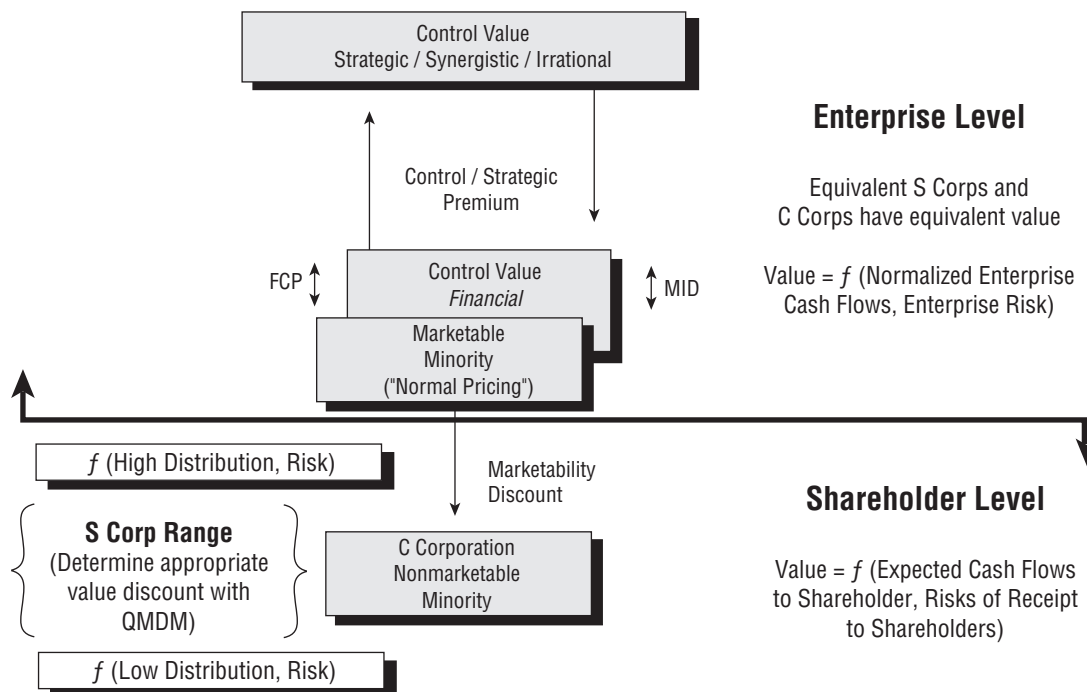 Control Value
Strategic / Synergistic / Irrational
Enterprise Level
Control / Strategic
Premium
Equivalent S Corps and
C Corps have equivalent value
FCP
Control Value
Financial
MID
Value = ƒ (Normalized Enterprise
Cash Flows, Enterprise Risk)
Marketable
Minority
("Normal Pricing")
ƒ (High Distribution, Risk)
Marketability
Discount
Shareholder Level
S Corp Range
(Determine appropriate
value discount with
QMDM)
C Corporation
Nonmarketable
Minority
Value = ƒ (Expected Cash Flows
to Shareholder, Risks of Receipt
to Shareholders)
ƒ (Low Distribution, Risk)